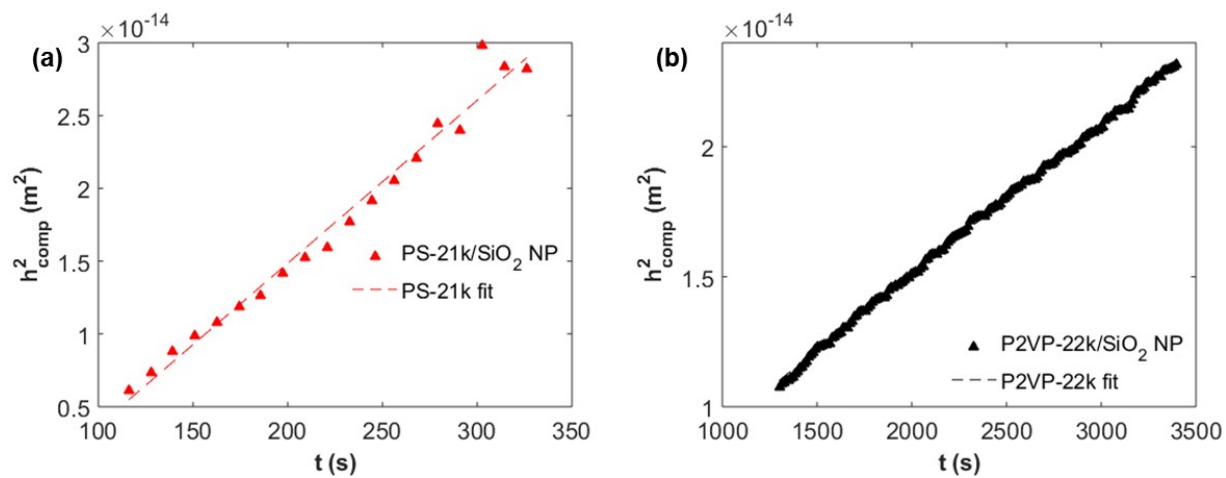 (a)
×10⁻¹⁴
3
2.5
2
1.5
1
0.5
h²comp (m²)
PS-21k/SiO₂ NP
PS-21k fit
100 150 200 250 300 350
t (s)
(b)
×10⁻¹⁴
2
1.5
1
h²comp (m²)
P2VP-22k/SiO₂ NP
P2VP-22k fit
1000 1500 2000 2500 3000 3500
t (s)